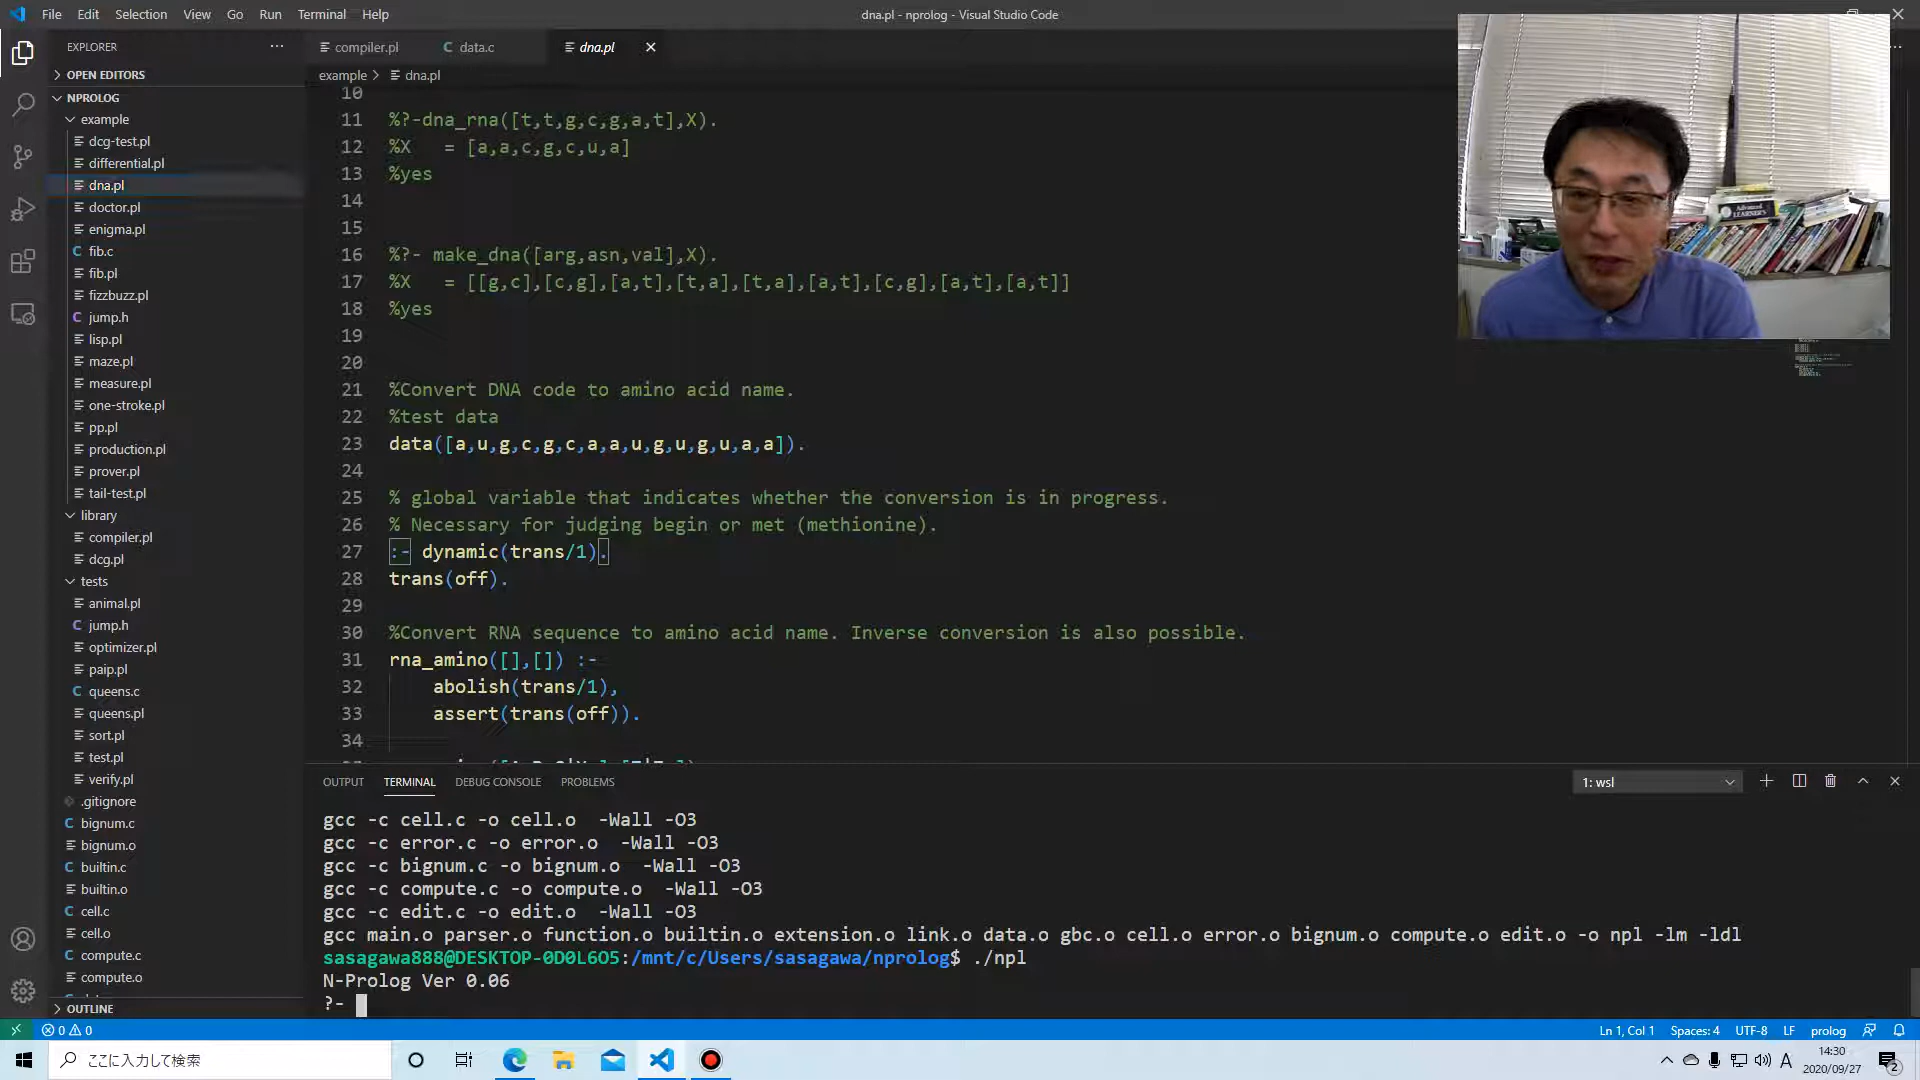 File Edit Selection View Go Run Terminal Help
dna.pl - nprolog - Visual Studio Code
EXPLORER
OPEN EDITORS
NPROLOG
example
dcg-test.pl
differential.pl
dna.pl
doctor.pl
enigma.pl
C fib.c
fib.pl
fizzbuzz.pl
C jump.h
lisp.pl
maze.pl
measure.pl
one-stroke.pl
pp.pl
production.pl
prover.pl
tail-test.pl
library
compiler.pl
dcg.pl
tests
animal.pl
C jump.h
optimizer.pl
paip.pl
C queens.c
queens.pl
sort.pl
test.pl
verify.pl
.gitignore
C bignum.c
bignum.o
C builtin.c
builtin.o
C cell.c
cell.o
C compute.c
compute.o
OUTLINE
compiler.pl
C data.c
dna.pl
example > dna.pl
10
11 %?-dna_rna([t,t,g,c,g,a,t],X).
12 %X = [a,a,c,g,c,u,a]
13 %yes
14
15
16 %?- make_dna([arg,asn,val],X).
17 %X = [[g,c],[c,g],[a,t],[t,a],[t,a],[a,t],[c,g],[a,t],[a,t]]
18 %yes
19
20
21 %Convert DNA code to amino acid name.
22 %test data
23 data([a,u,g,c,g,c,a,a,u,g,u,g,u,a,a]).
24
25 % global variable that indicates whether the conversion is in progress.
26 % Necessary for judging begin or met (methionine).
27 :- dynamic(trans/1).
28 trans(off).
29
30 %Convert RNA sequence to amino acid name. Inverse conversion is also possible.
31 rna_amino([],[]) :-
32 abolish(trans/1),
33 assert(trans(off)).
34
OUTPUT TERMINAL DEBUG CONSOLE PROBLEMS
1: wsl
gcc -c cell.c -o cell.o -Wall -O3
gcc -c error.c -o error.o -Wall -O3
gcc -c bignum.c -o bignum.o -Wall -O3
gcc -c compute.c -o compute.o -Wall -O3
gcc -c edit.c -o edit.o -Wall -O3
gcc main.o parser.o function.o builtin.o extension.o link.o data.o gbc.o cell.o error.o bignum.o compute.o edit.o -o npl -lm -ldl
sasagawa888@DESKTOP-0D0L6O5:/mnt/c/Users/sasagawa/nprolog$ ./npl
N-Prolog Ver 0.06
?-
0 0
Ln 1, Col 1 Spaces: 4 UTF-8 LF prolog
ここに入力して検索
A
14:30
2020/09/27
2